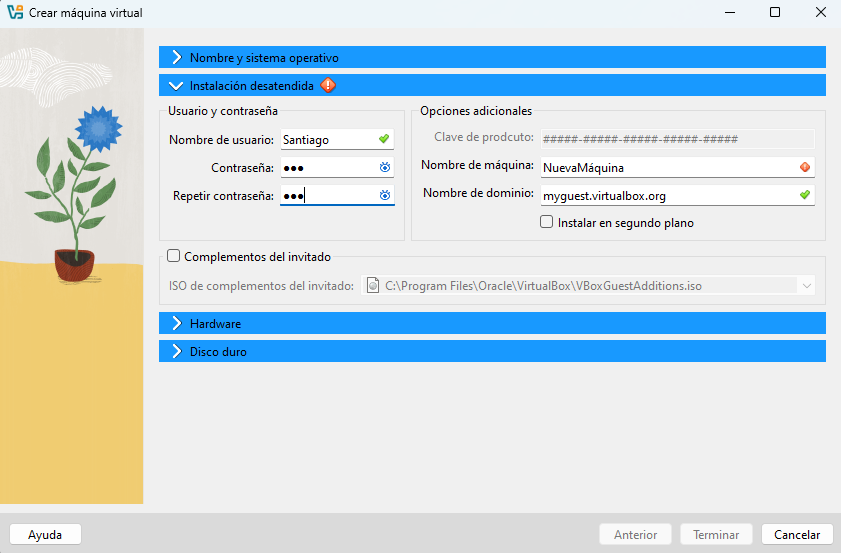 Crear máquina virtual
Nombre y sistema operativo
Instalación desatendida
Usuario y contraseña
Nombre de usuario: Santiago
Contraseña: ●●●
Repetir contraseña: ●●●
Opciones adicionales
Clave de prodcuto: #####-#####-#####-#####-#####
Nombre de máquina: NuevaMáquina
Nombre de dominio: myguest.virtualbox.org
Instalar en segundo plano
Complementos del invitado
ISO de complementos del invitado: C:\Program Files\Oracle\VirtualBox\VBoxGuestAdditions.iso
Hardware
Disco duro
Ayuda Anterior Terminar Cancelar